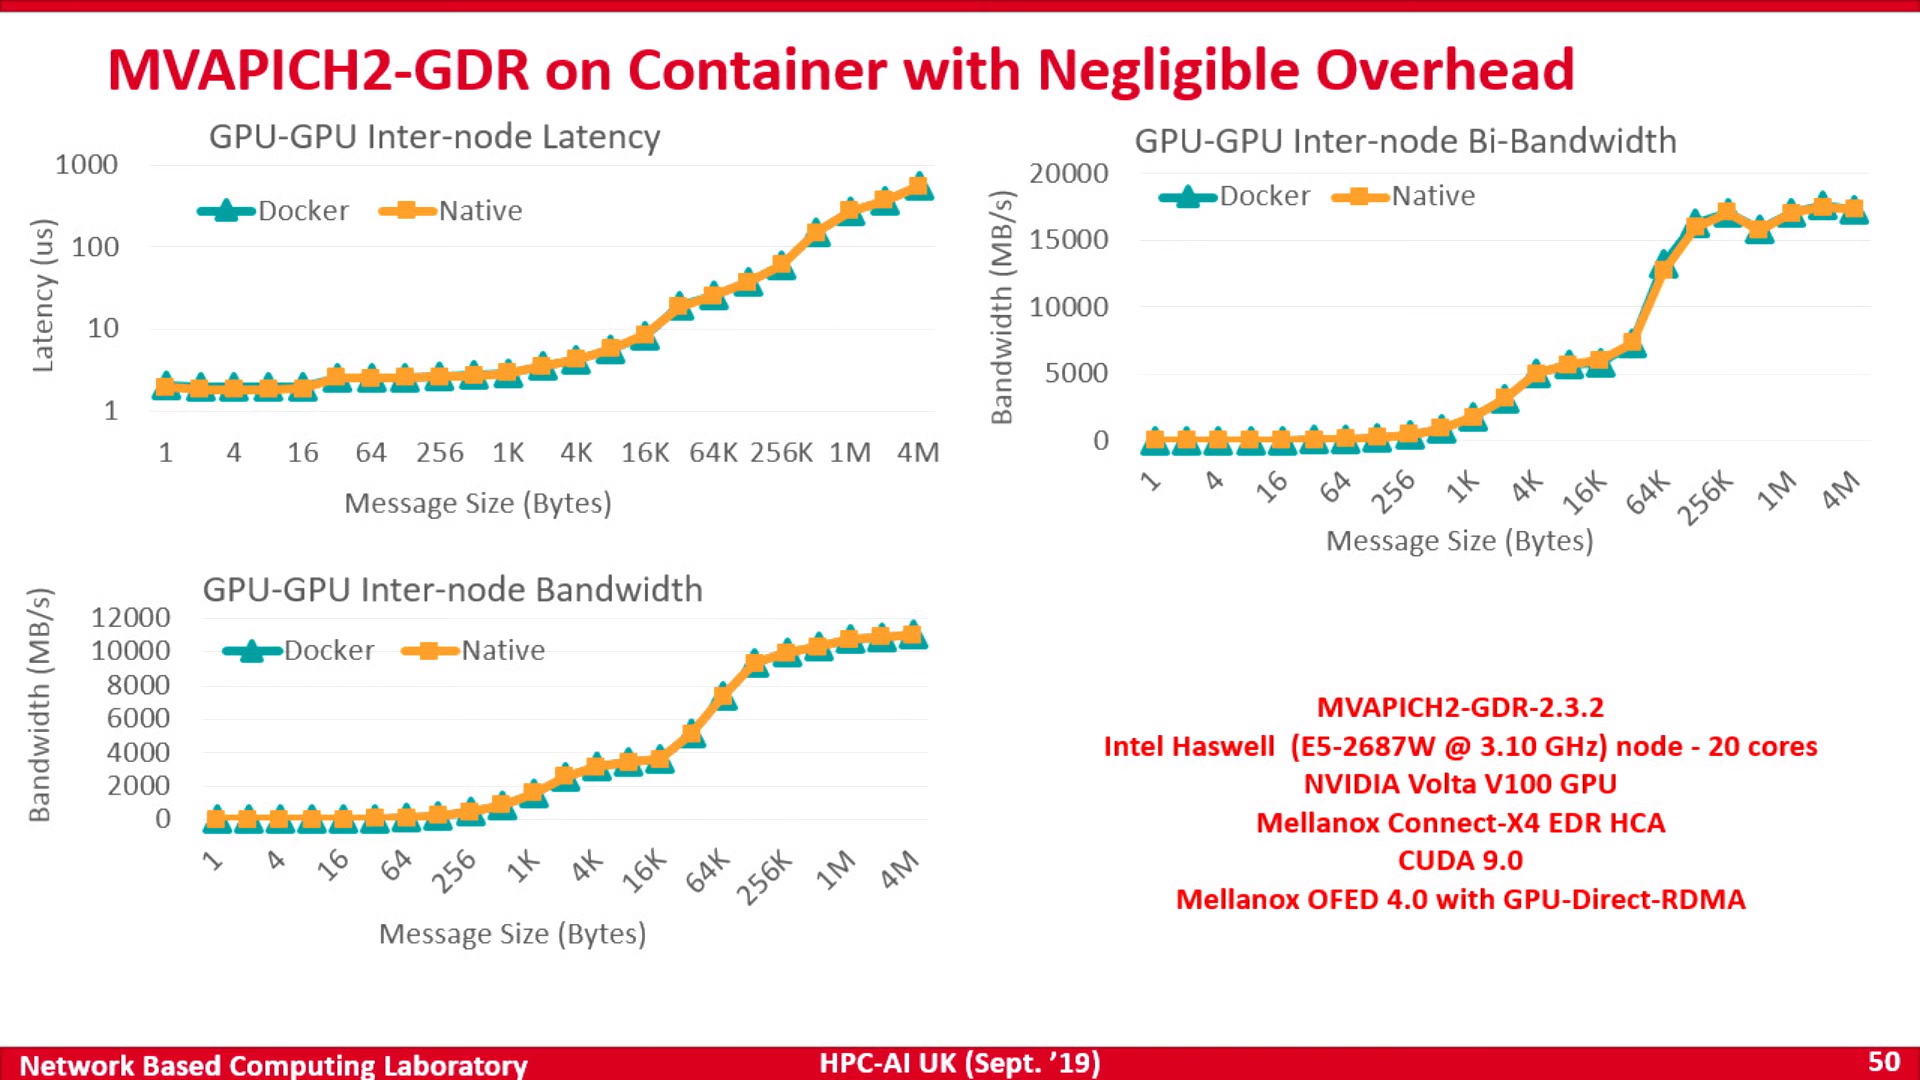 MVAPICH2-GDR on Container with Negligible Overhead
GPU-GPU Inter-node Latency
Latency (us)
1000
100
10
1
Docker Native
1 4 16 64 256 1K 4K 16K 64K 256K 1M 4M
Message Size (Bytes)
GPU-GPU Inter-node Bi-Bandwidth
Bandwidth (MB/s)
20000
15000
10000
5000
0
Docker Native
1 4 16 64 256 1K 4K 16K 64K 256K 1M 4M
Message Size (Bytes)
GPU-GPU Inter-node Bandwidth
Bandwidth (MB/s)
12000
10000
8000
6000
4000
2000
0
Docker Native
1 4 16 64 256 1K 4K 16K 64K 256K 1M 4M
Message Size (Bytes)
MVAPICH2-GDR-2.3.2
Intel Haswell (E5-2687W @ 3.10 GHz) node - 20 cores
NVIDIA Volta V100 GPU
Mellanox Connect-X4 EDR HCA
CUDA 9.0
Mellanox OFED 4.0 with GPU-Direct-RDMA
Network Based Computing Laboratory
HPC-AI UK (Sept. ’19)
50